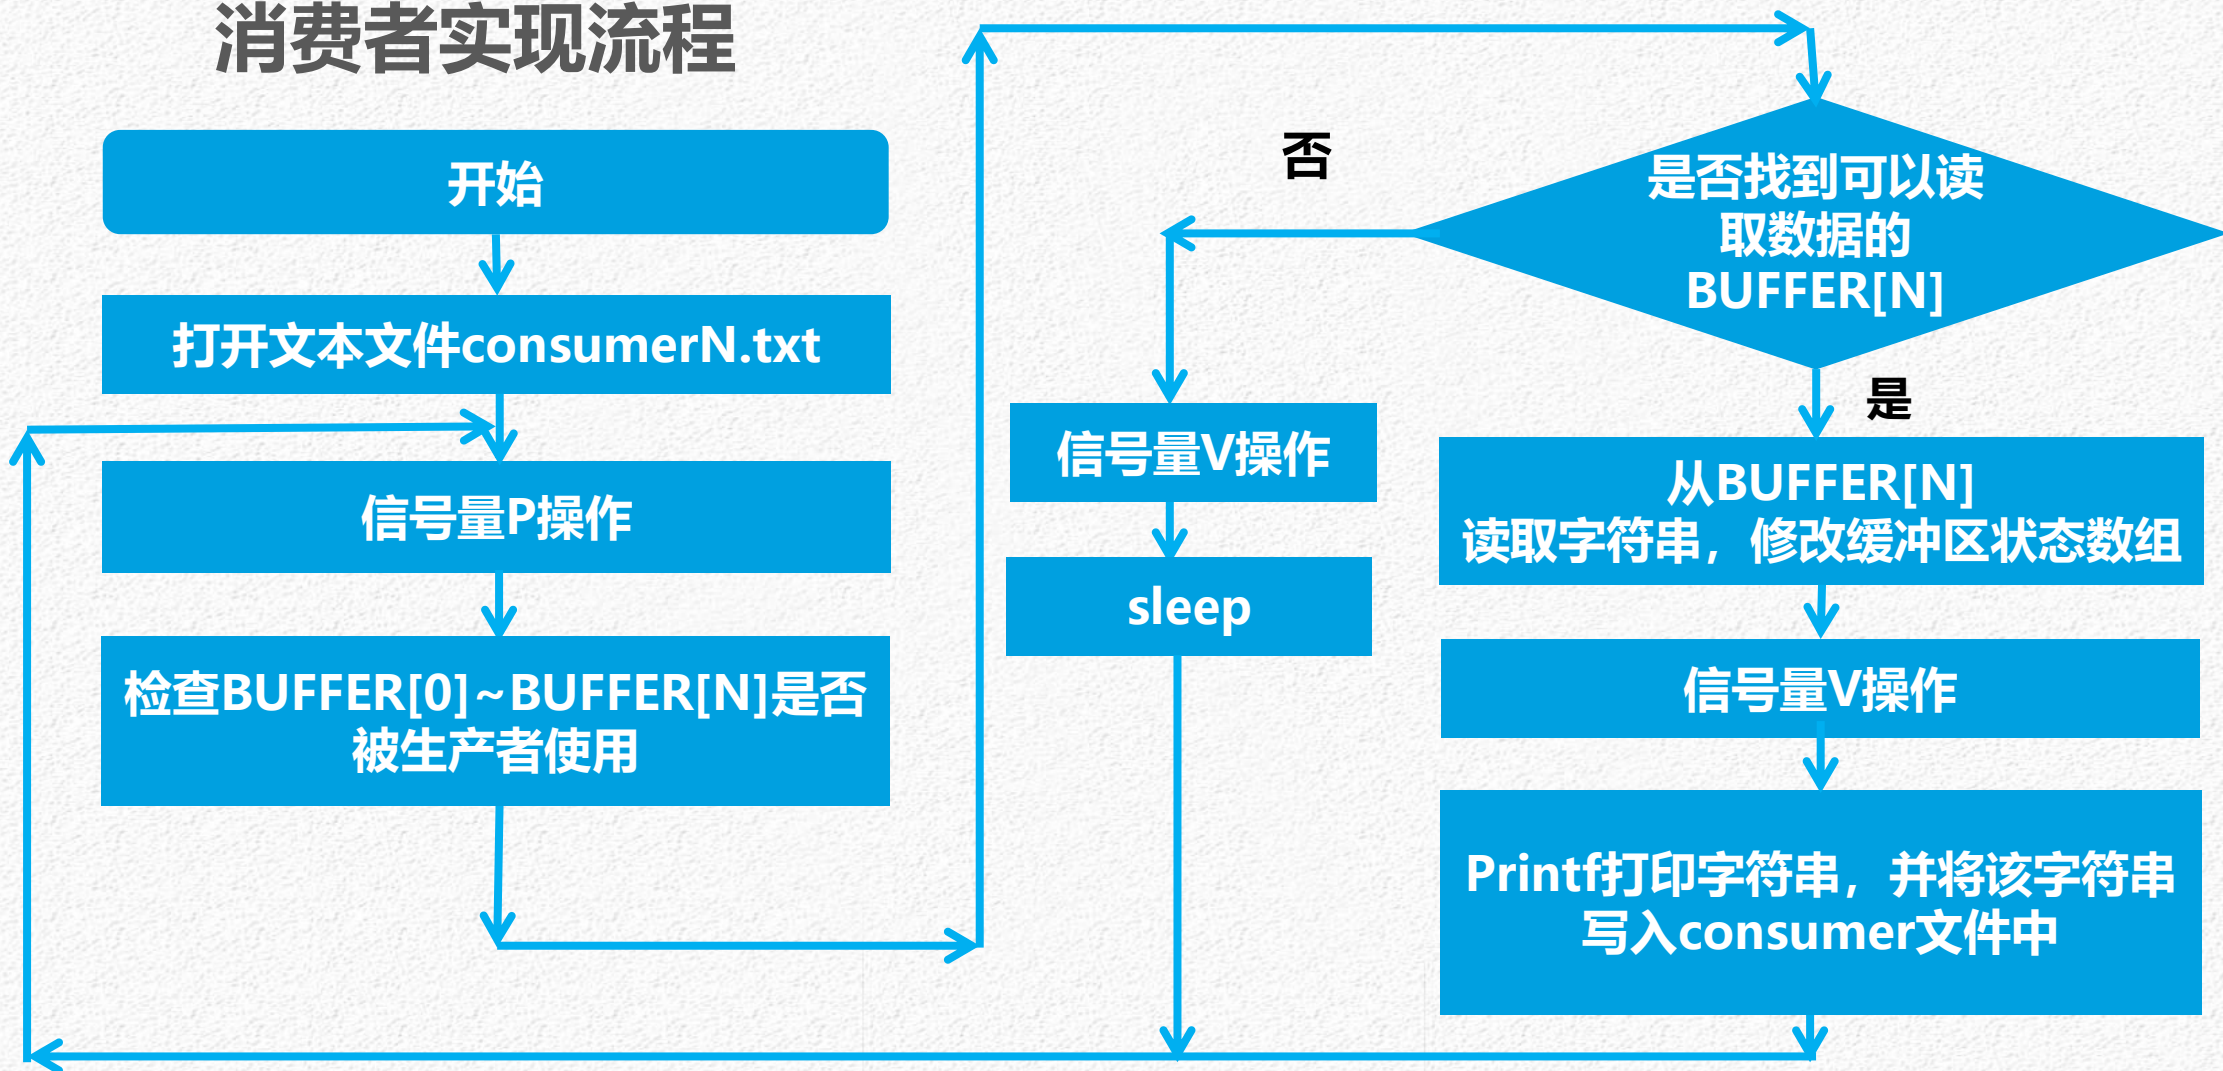 消费者实现流程
开始
打开文本文件consumerN.txt
信号量P操作
检查BUFFER[0]~BUFFER[N]是否
被生产者使用
是否找到可以读
取数据的
BUFFER[N]
否
信号量V操作
sleep
是
从BUFFER[N]
读取字符串，修改缓冲区状态数组
信号量V操作
Printf打印字符串，并将该字符串
写入consumer文件中